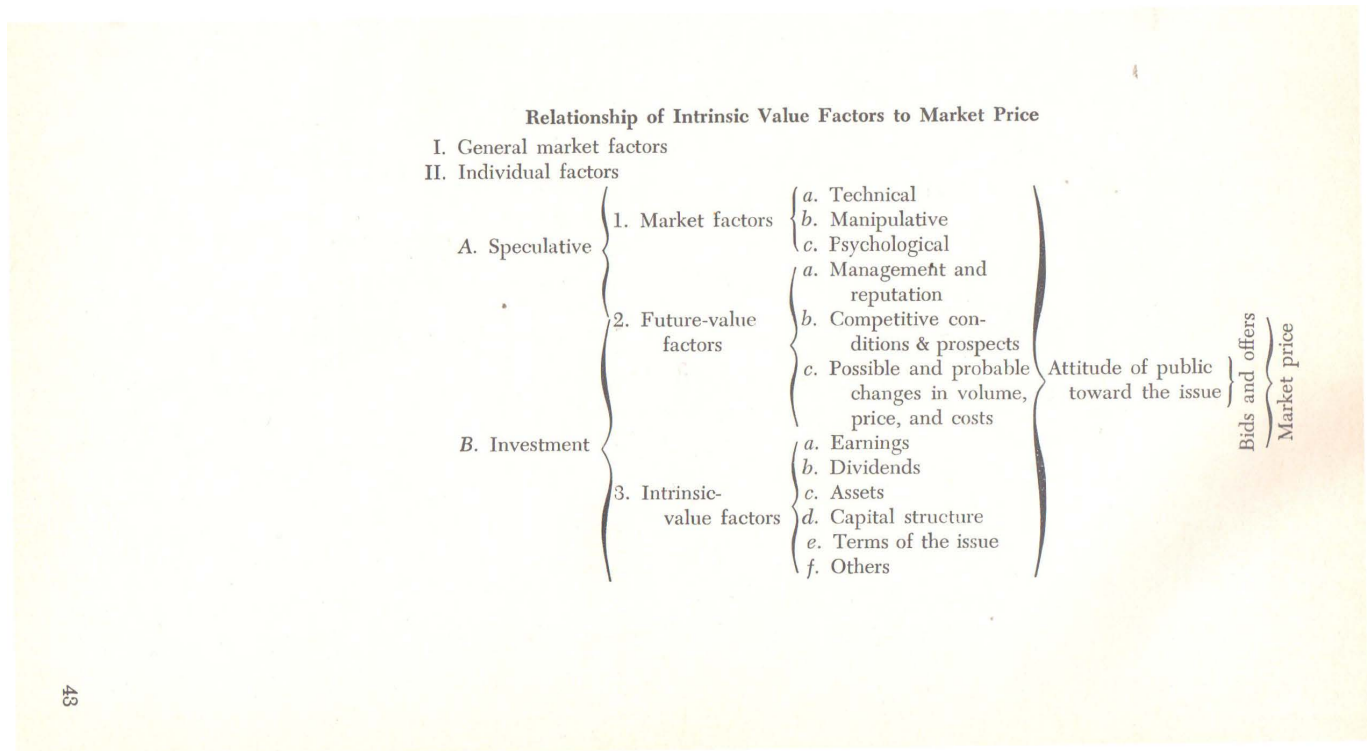 Relationship of Intrinsic Value Factors to Market Price
I. General market factors
II. Individual factors
A. Speculative
1. Market factors
a. Technical
b. Manipulative
c. Psychological
2. Future-value
factors
a. Management and
reputation
b. Competitive con-
ditions & prospects
c. Possible and probable
changes in volume,
price, and costs
B. Investment
3. Intrinsic-
value factors
a. Earnings
b. Dividends
c. Assets
d. Capital structure
e. Terms of the issue
f. Others
Attitude of public
toward the issue
Bids and offers
Market price
43